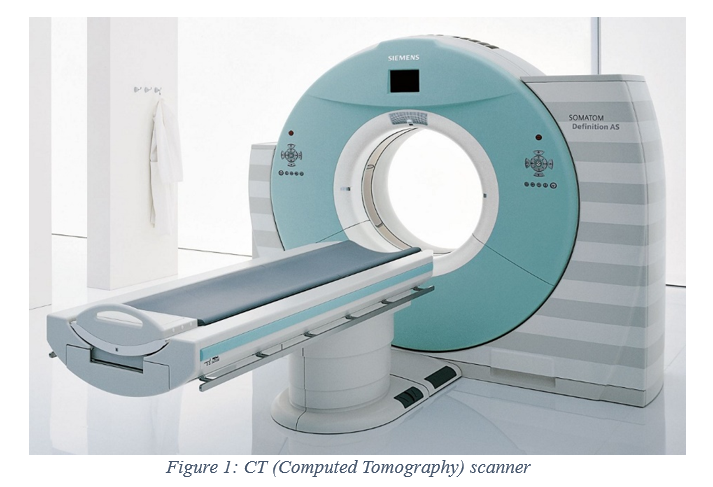 SIEMENS
SOMATOM
Definition AS
Figure 1: CT (Computed Tomography) scanner